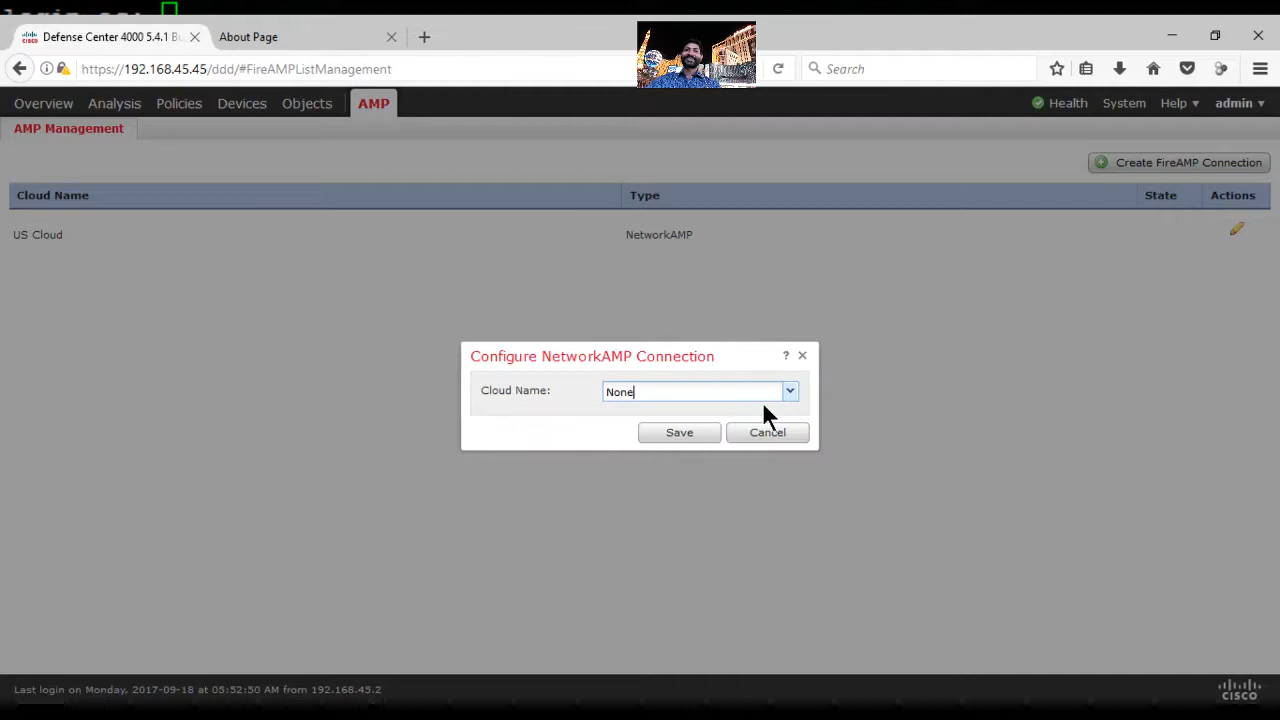 login as:
Defense Center 4000 5.4.1 Bu
About Page
https://192.168.45.45/ddd/#FireAMPListManagement
Search
Overview Analysis Policies Devices Objects AMP Health System Help admin
AMP Management
Create FireAMP Connection
Cloud Name Type State Actions
US Cloud NetworkAMP
Configure NetworkAMP Connection ?
Cloud Name: None
Save Cancel
Last login on Monday, 2017-09-18 at 05:52:50 AM from 192.168.45.2
CISCO